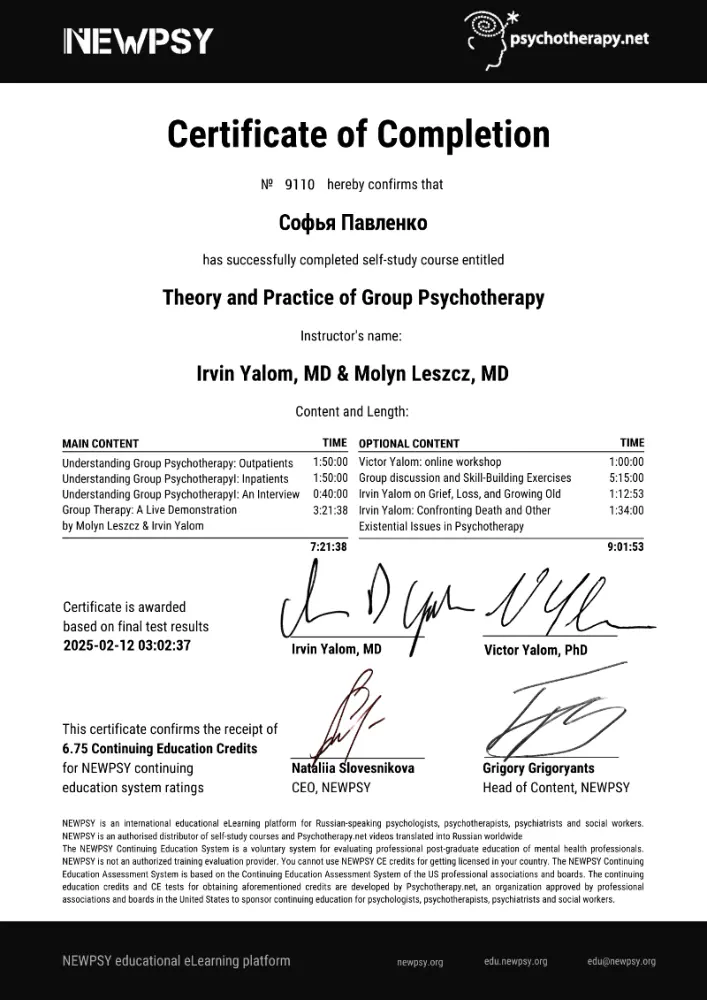 NEWPSY
psychotherapy.net
Certificate of Completion
№ 9110 hereby confirms that
Софья Павленко
has successfully completed self-study course entitled
Theory and Practice of Group Psychotherapy
Instructor's name:
Irvin Yalom, MD & Molyn Leszcz, MD
Content and Length:
MAIN CONTENT TIME
Understanding Group Psychotherapy: Outpatients 1:50:00
Understanding Group PsychotherapyI: Inpatients 1:50:00
Understanding Group PsychotherapyI: An Interview 0:40:00
Group Therapy: A Live Demonstration 3:21:38
by Molyn Leszcz & Irvin Yalom
7:21:38
OPTIONAL CONTENT TIME
Victor Yalom: online workshop 1:00:00
Group discussion and Skill-Building Exercises 5:15:00
Irvin Yalom on Grief, Loss, and Growing Old 1:12:53
Irvin Yalom: Confronting Death and Other 1:34:00
Existential Issues in Psychotherapy
9:01:53
Certificate is awarded
based on final test results
2025-02-12 03:02:37
Irvin Yalom, MD
Victor Yalom, PhD
This certificate confirms the receipt of
6.75 Continuing Education Credits
for NEWPSY continuing
education system ratings
Nataliia Slovesnikova
CEO, NEWPSY
Grigory Grigoryants
Head of Content, NEWPSY
NEWPSY is an international educational eLearning platform for Russian-speaking psychologists, psychotherapists, psychiatrists and social workers.
NEWPSY is an authorised distributor of self-study courses and Psychotherapy.net videos translated into Russian worldwide
The NEWPSY Continuing Education System is a voluntary system for evaluating professional post-graduate education of mental health professionals.
NEWPSY is not an authorized training evaluation provider. You cannot use NEWPSY CE credits for getting licensed in your country. The NEWPSY Continuing
Education Assessment System is based on the Continuing Education Assessment System of the US professional associations and boards. The continuing
education credits and CE tests for obtaining aforementioned credits are developed by Psychotherapy.net, an organization approved by professional
associations and boards in the United States to sponsor continuing education for psychologists, psychotherapists, psychiatrists and social workers.
NEWPSY educational eLearning platform
newpsy.org
edu.newpsy.org
edu@newpsy.org